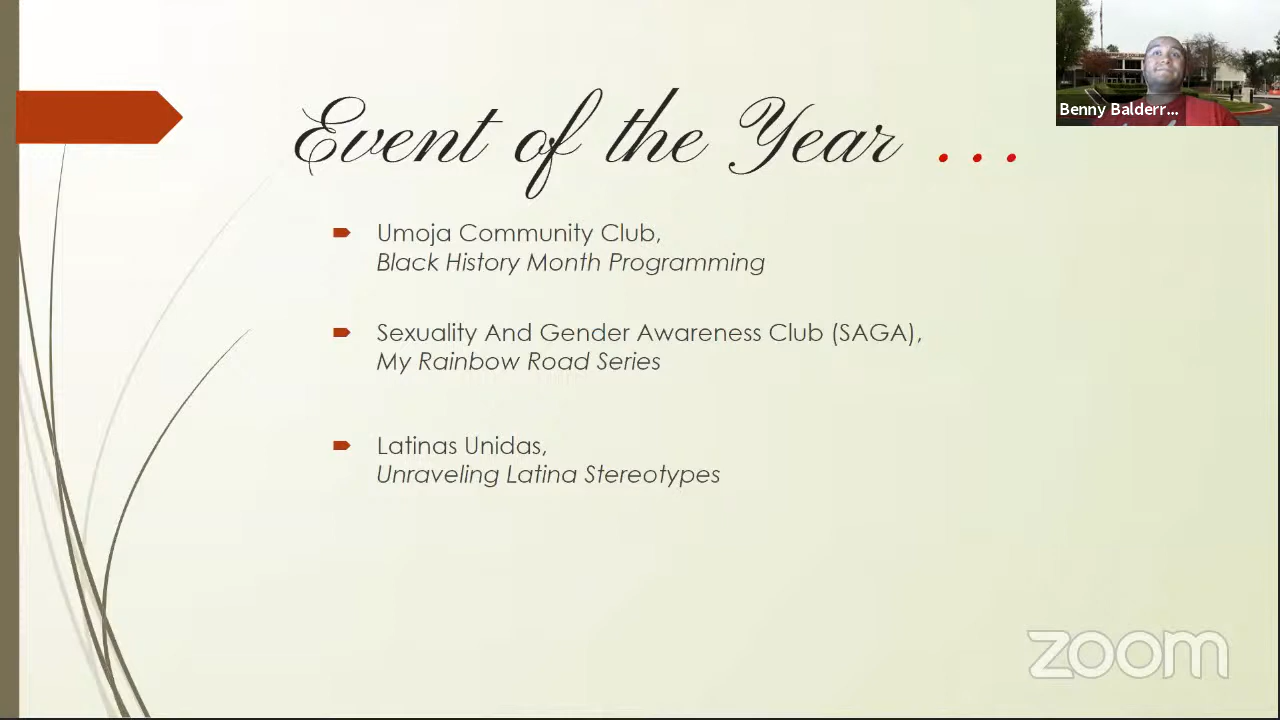 Event of the Year ...
Benny Balderr...
Umoja Community Club,
Black History Month Programming
Sexuality And Gender Awareness Club (SAGA),
My Rainbow Road Series
Latinas Unidas,
Unraveling Latina Stereotypes
zoom